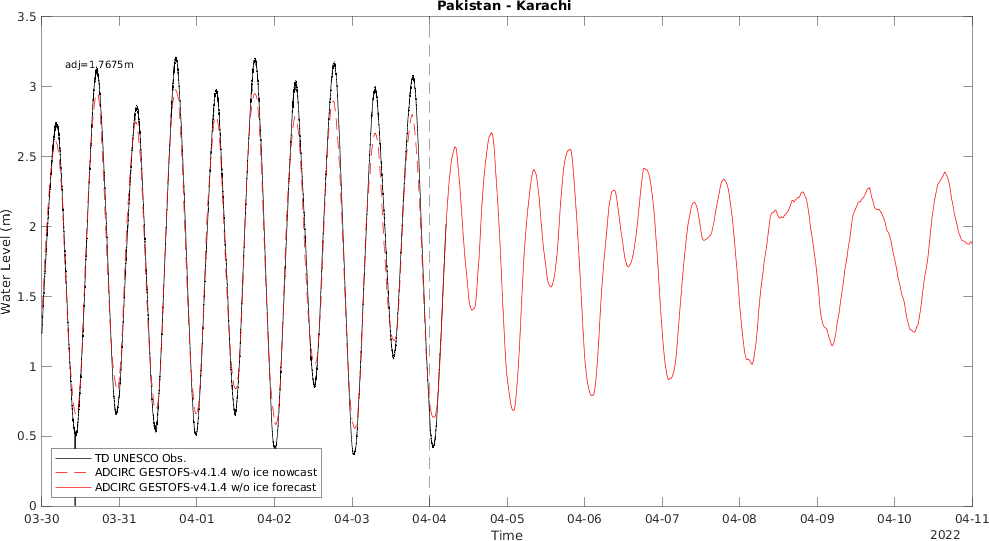 Pakistan - Karachi
3.5
adj=1.7675m
3
2.5
2
1.5
1
0.5
0
Water Level (m)
TD UNESCO Obs.
ADCIRC GESTOFS-v4.1.4 w/o ice nowcast
ADCIRC GESTOFS-v4.1.4 w/o ice forecast
03-30 03-31 04-01 04-02 04-03 04-04 04-05 04-06 04-07 04-08 04-09 04-10 04-11
Time
2022